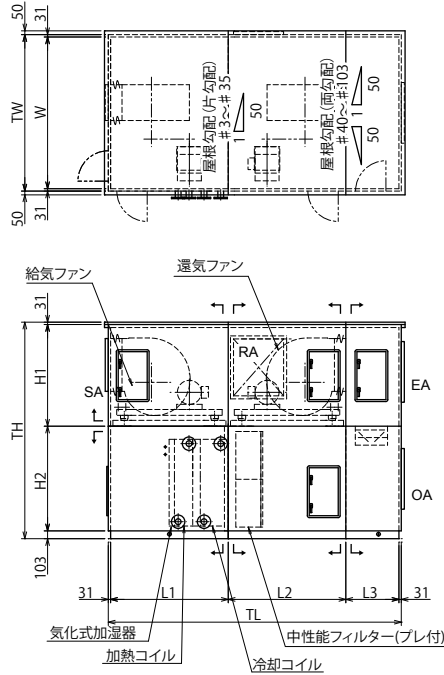 50
31
TW
W
31
50
屋根勾配(片勾配)
#3~#35
1
50
屋根勾配(両勾配)
#40~#103
50
1
50
給気ファン
還気ファン
31
TH
H1
H2
103
SA
RA
EA
OA
31
L1
L2
L3
31
TL
気化式加湿器
加熱コイル
冷却コイル
中性能フィルター(プレ付)